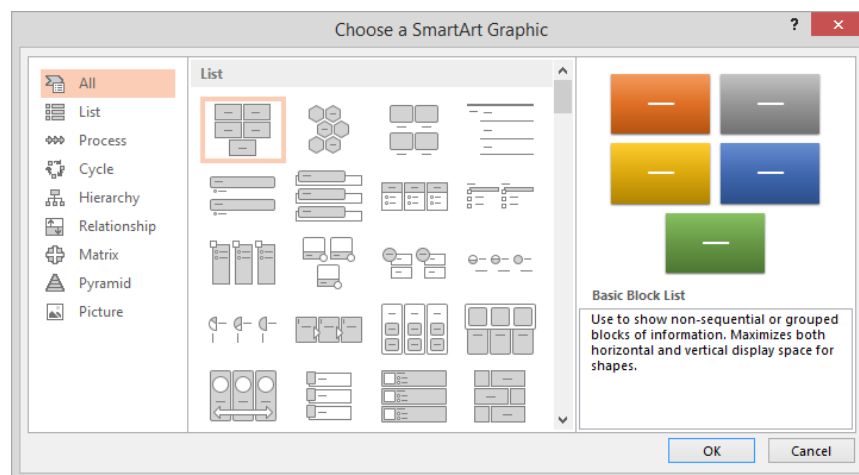 Choose a SmartArt Graphic
?
All
List
Process
Cycle
Hierarchy
Relationship
Matrix
Pyramid
Picture
List
Basic Block List
Use to show non-sequential or grouped
blocks of information. Maximizes both
horizontal and vertical display space for
shapes.
OK
Cancel